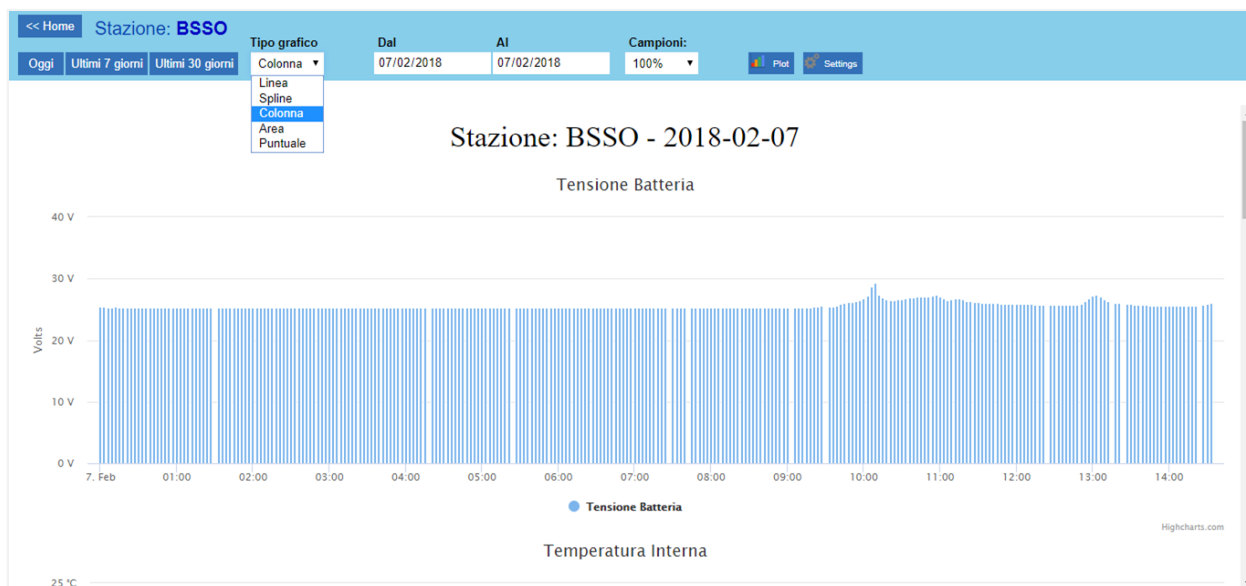 << Home
Stazione: BSSO
Tipo grafico
Dal
Al
Campioni:
Oggi
Ultimi 7 giorni
Ultimi 30 giorni
Colonna
07/02/2018
07/02/2018
100%
Plot
Settings
Linea
Spline
Colonna
Area
Puntuale
Stazione: BSSO - 2018-02-07
Tensione Batteria
40 V
30 V
20 V
10 V
0 V
Volts
7. Feb
01:00
02:00
03:00
04:00
05:00
06:00
07:00
08:00
09:00
10:00
11:00
12:00
13:00
14:00
Tensione Batteria
Highcharts.com
Temperatura Interna
25 °C